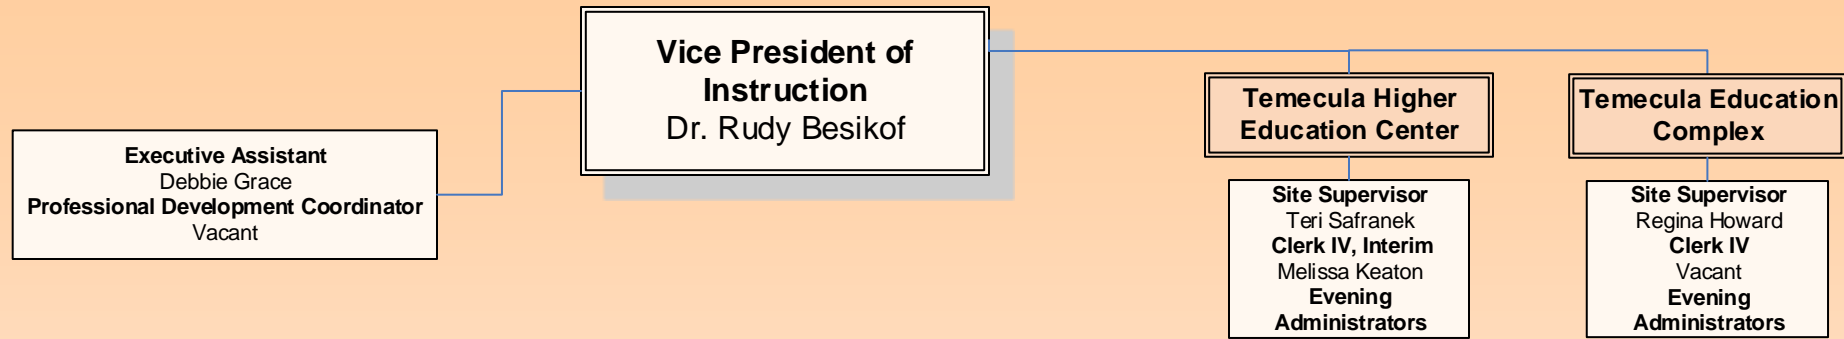 Vice President of
Instruction
Dr. Rudy Besikof
Executive Assistant
Debbie Grace
Professional Development Coordinator
Vacant
Temecula Higher
Education Center
Site Supervisor
Teri Safranek
Clerk IV, Interim
Melissa Keaton
Evening
Administrators
Temecula Education
Complex
Site Supervisor
Regina Howard
Clerk IV
Vacant
Evening
Administrators